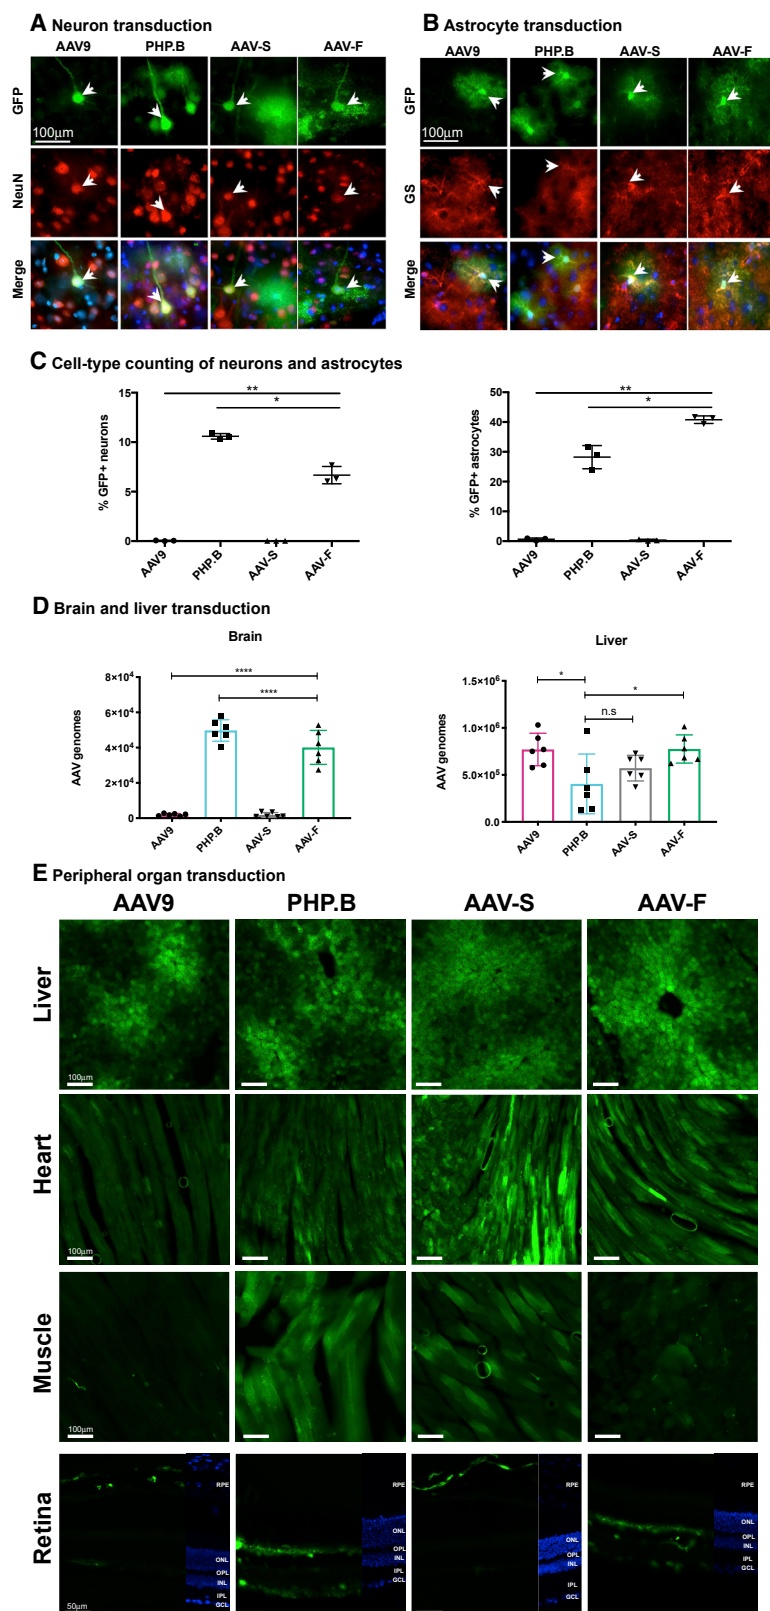 A Neuron transduction
AAV9 PHP.B AAV-S AAV-F
GFP
100μm
NeuN
Merge
B Astrocyte transduction
AAV9 PHP.B AAV-S AAV-F
GFP
100μm
GS
Merge
C Cell-type counting of neurons and astrocytes
% GFP+ neurons
15
10
5
0
**
*
AAV9 PHP.B AAV-S AAV-F
% GFP+ astrocytes
50
40
30
20
10
0
**
*
AAV9 PHP.B AAV-S AAV-F
D Brain and liver transduction
Brain
AAV genomes
8×10⁴
6×10⁴
4×10⁴
2×10⁴
0
****
****
AAV9 PHP.B AAV-S AAV-F
Liver
AAV genomes
1.5×10⁶
1.0×10⁶
5.0×10⁵
0.0
*
*
n.s
AAV9 PHP.B AAV-S AAV-F
E Peripheral organ transduction
AAV9 PHP.B AAV-S AAV-F
Liver
100μm
Heart
100μm
Muscle
100μm
Retina
RPE
ONL
OPL
INL
IPL
GCL
50μm
RPE
ONL
OPL
INL
IPL
GCL
RPE
ONL
OPL
INL
IPL
GCL
RPE
ONL
OPL
INL
IPL
GCL